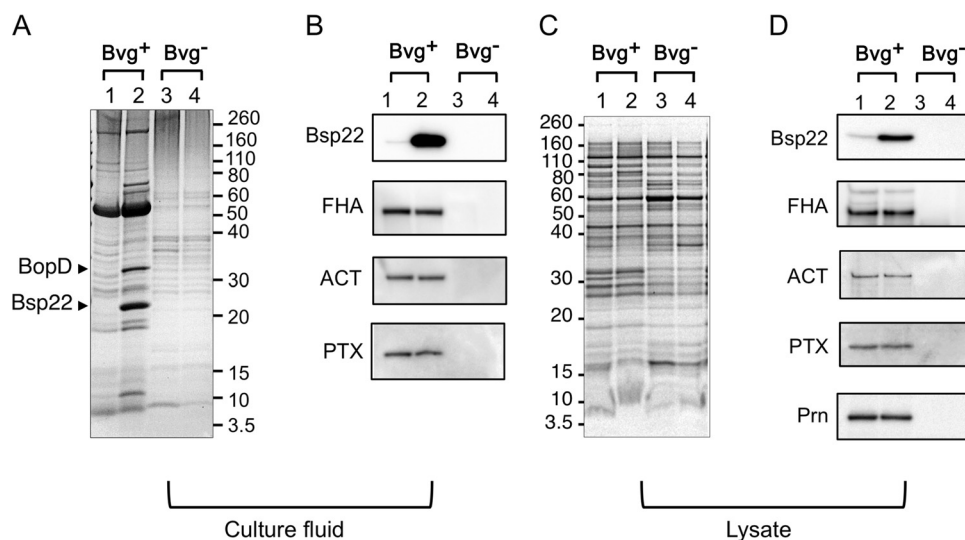 A
Bvg+ Bvg-
1 2 3 4
260
160
110
80
60
50
40
30
20
15
10
3.5
BopD
Bsp22
B
Bvg+ Bvg-
1 2 3 4
Bsp22
FHA
ACT
PTX
C
Bvg+ Bvg-
1 2 3 4
260
160
110
80
60
50
40
30
20
15
10
3.5
D
Bvg+ Bvg-
1 2 3 4
Bsp22
FHA
ACT
PTX
Prn
Culture fluid
Lysate